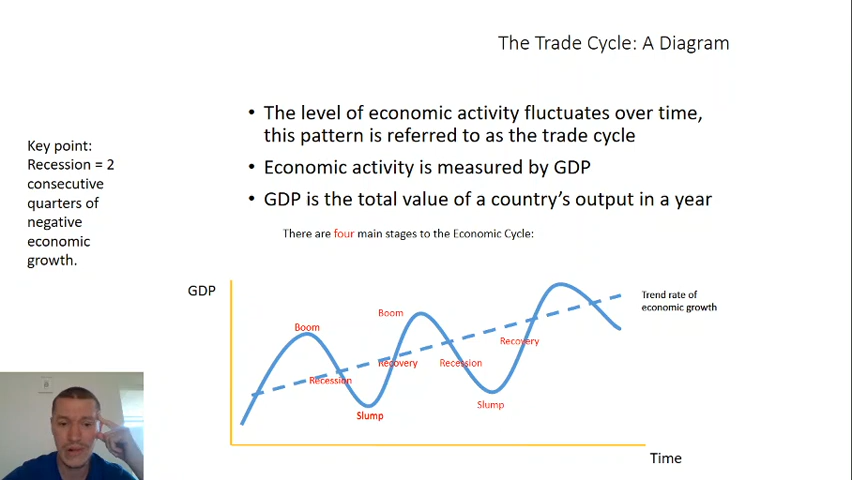 The Trade Cycle: A Diagram
• The level of economic activity fluctuates over time,
this pattern is referred to as the trade cycle
• Economic activity is measured by GDP
• GDP is the total value of a country’s output in a year
Key point:
Recession = 2
consecutive
quarters of
negative
economic
growth.
There are four main stages to the Economic Cycle:
GDP
Trend rate of
economic growth
Boom
Boom
Recovery
Recovery
Recession
Recession
Slump
Slump
Time